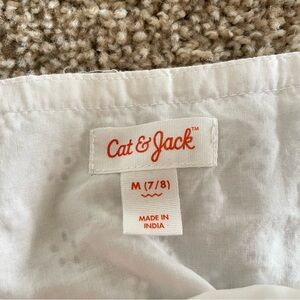 Cat & Jack™
M (7/8)
MADE IN
INDIA